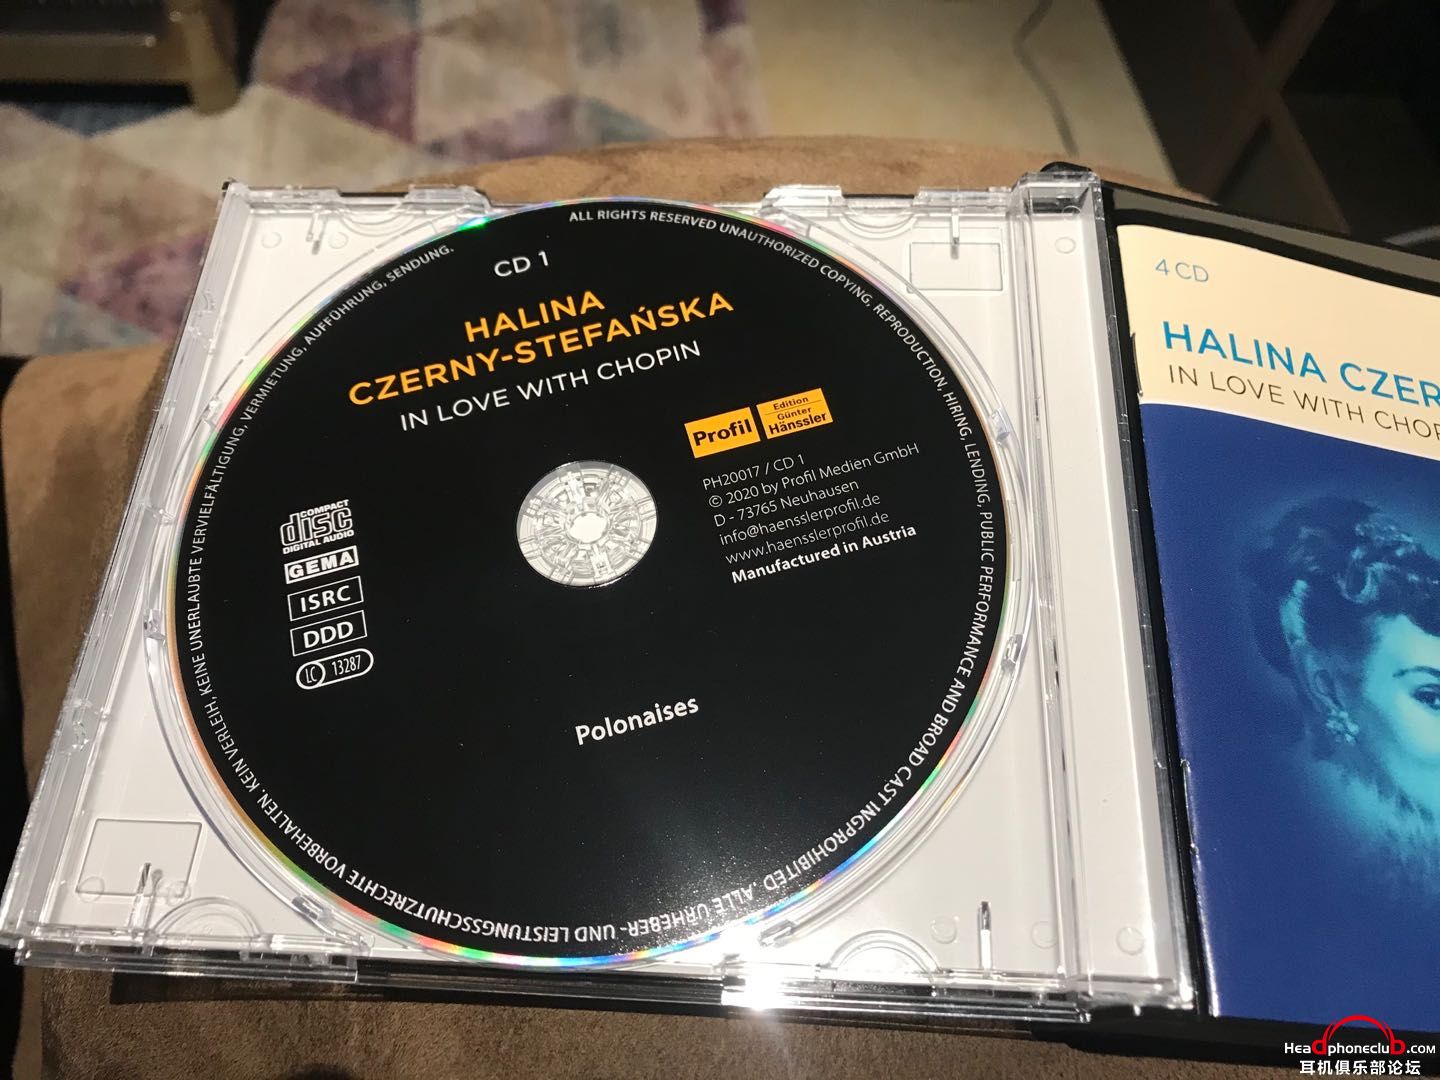 ALL RIGHTS RESERVED UNAUTHORIZED COPYING, REPRODUCTION, HIRING, LENDING, PUBLIC PERFORMANCE AND BROAD CAST INGPROHIBITED. ALLE URHEBER- UND LEISTUNGSSCHUTZRECHTE VORBEHALTEN. KEIN VERLEIH, KEINE UNERLAUBTE VERVIELFÄLTIGUNG, VERMIETUNG, AUFFÜHRUNG, SENDUNG.
CD 1
HALINA
CZERNY-STEFAŃSKA
IN LOVE WITH CHOPIN
Profil
Edition
Günter
Hänssler
PH20017 / CD 1
© 2020 by Profil Medien GmbH
D - 73765 Neuhausen
info@haensslerprofil.de
www.haensslerprofil.de
Manufactured in Austria
COMPACT
disc
DIGITAL AUDIO
GEMA
ISRC
DDD
LC 13287
Polonaises
4 CD
HALINA CZER
IN LOVE WITH CHOP
Headphoneclub.com
耳机俱乐部论坛